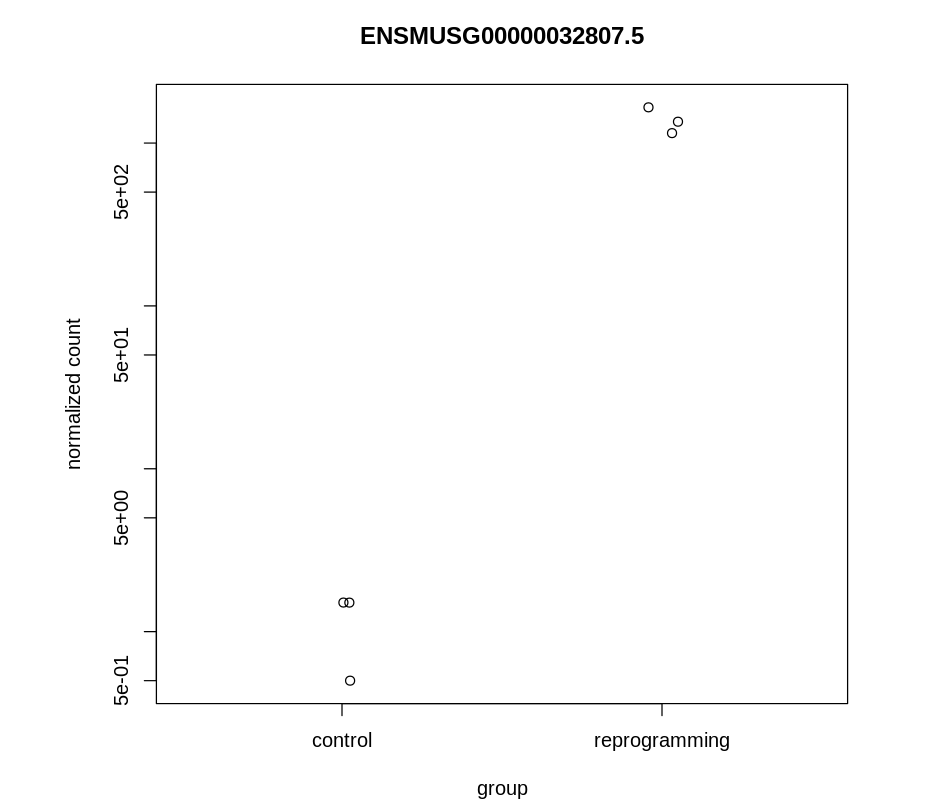 ENSMUSG00000032807.5
normalized count
5e+02
5e+01
5e+00
5e-01
control
reprogramming
group